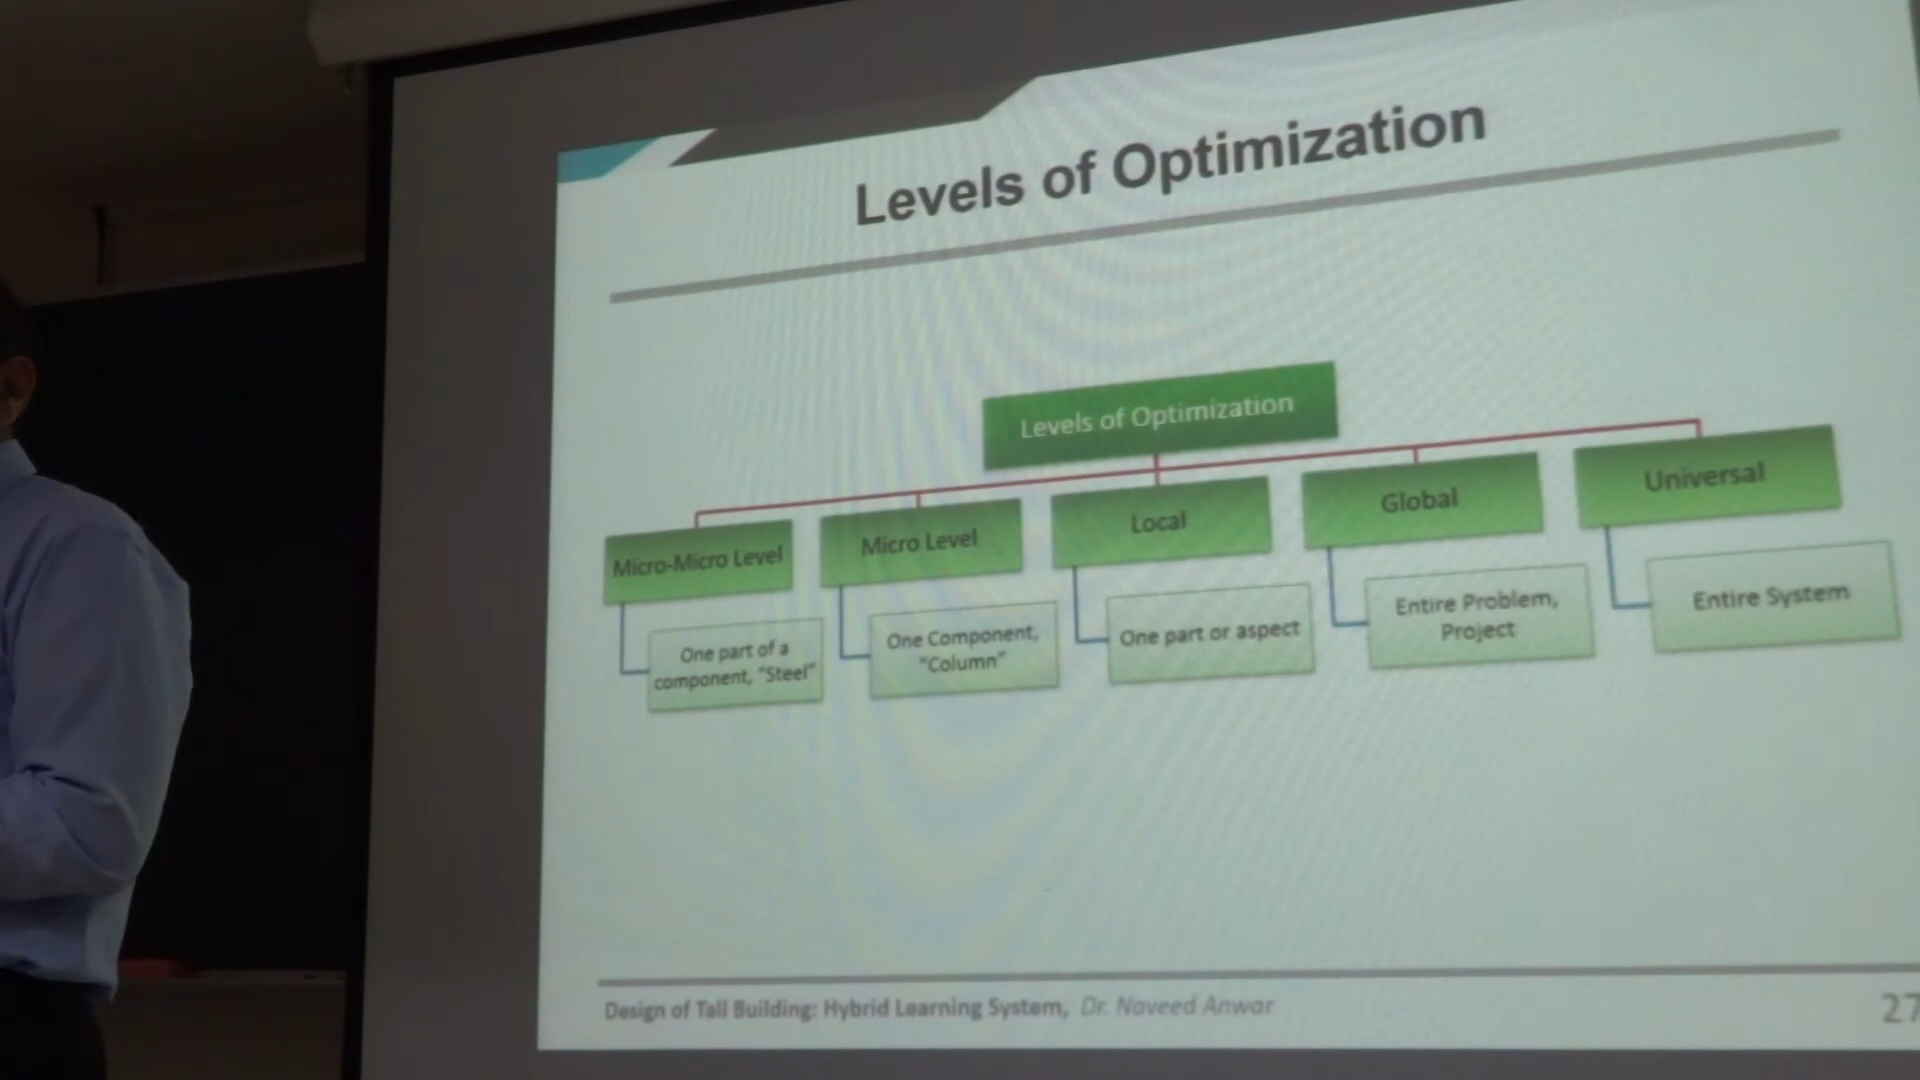 Levels of Optimization
Levels of Optimization
Micro-Micro Level
Micro Level
Local
Global
Universal
One part of a
component, "Steel"
One Component,
"Column"
One part or aspect
Entire Problem,
Project
Entire System
Design of Tall Building: Hybrid Learning System, Dr. Naveed Anwar
27